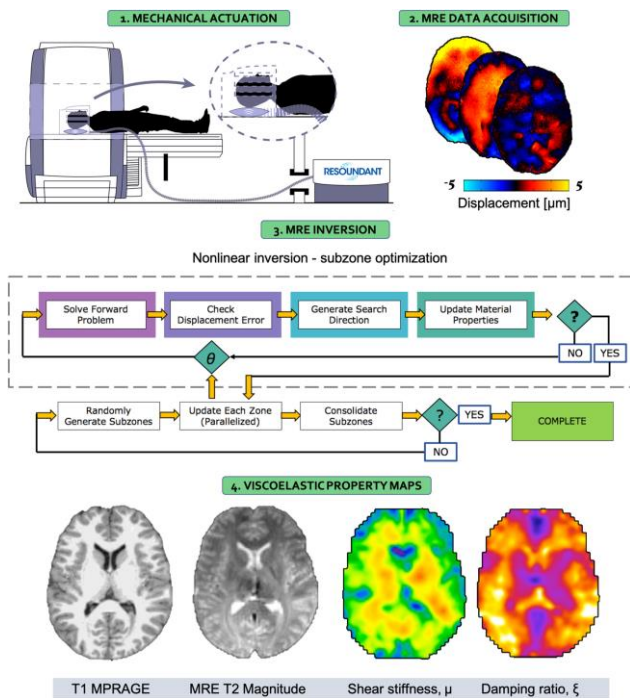 1. MECHANICAL ACTUATION
2. MRE DATA ACQUISITION
RESOUNDANT
-5
5
Displacement [µm]
3. MRE INVERSION
Nonlinear inversion - subzone optimization
Solve Forward
Problem
Check
Displacement Error
Generate Search
Direction
Update Material
Properties
?
NO
YES
θ
Randomly
Generate Subzones
Update Each Zone
(Parallelized)
Consolidate
Subzones
?
YES
COMPLETE
NO
4. VISCOELASTIC PROPERTY MAPS
T1 MPRAGE
MRE T2 Magnitude
Shear stiffness, μ
Damping ratio, ξ